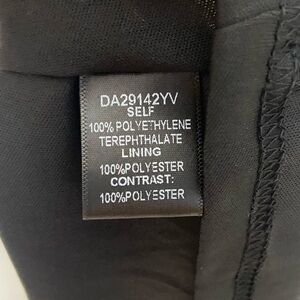 DA29142YV
SELF
100% POLYETHYLENE
TEREPHTHALATE
LINING
100%POLYESTER
CONTRAST:
100%POLYESTER